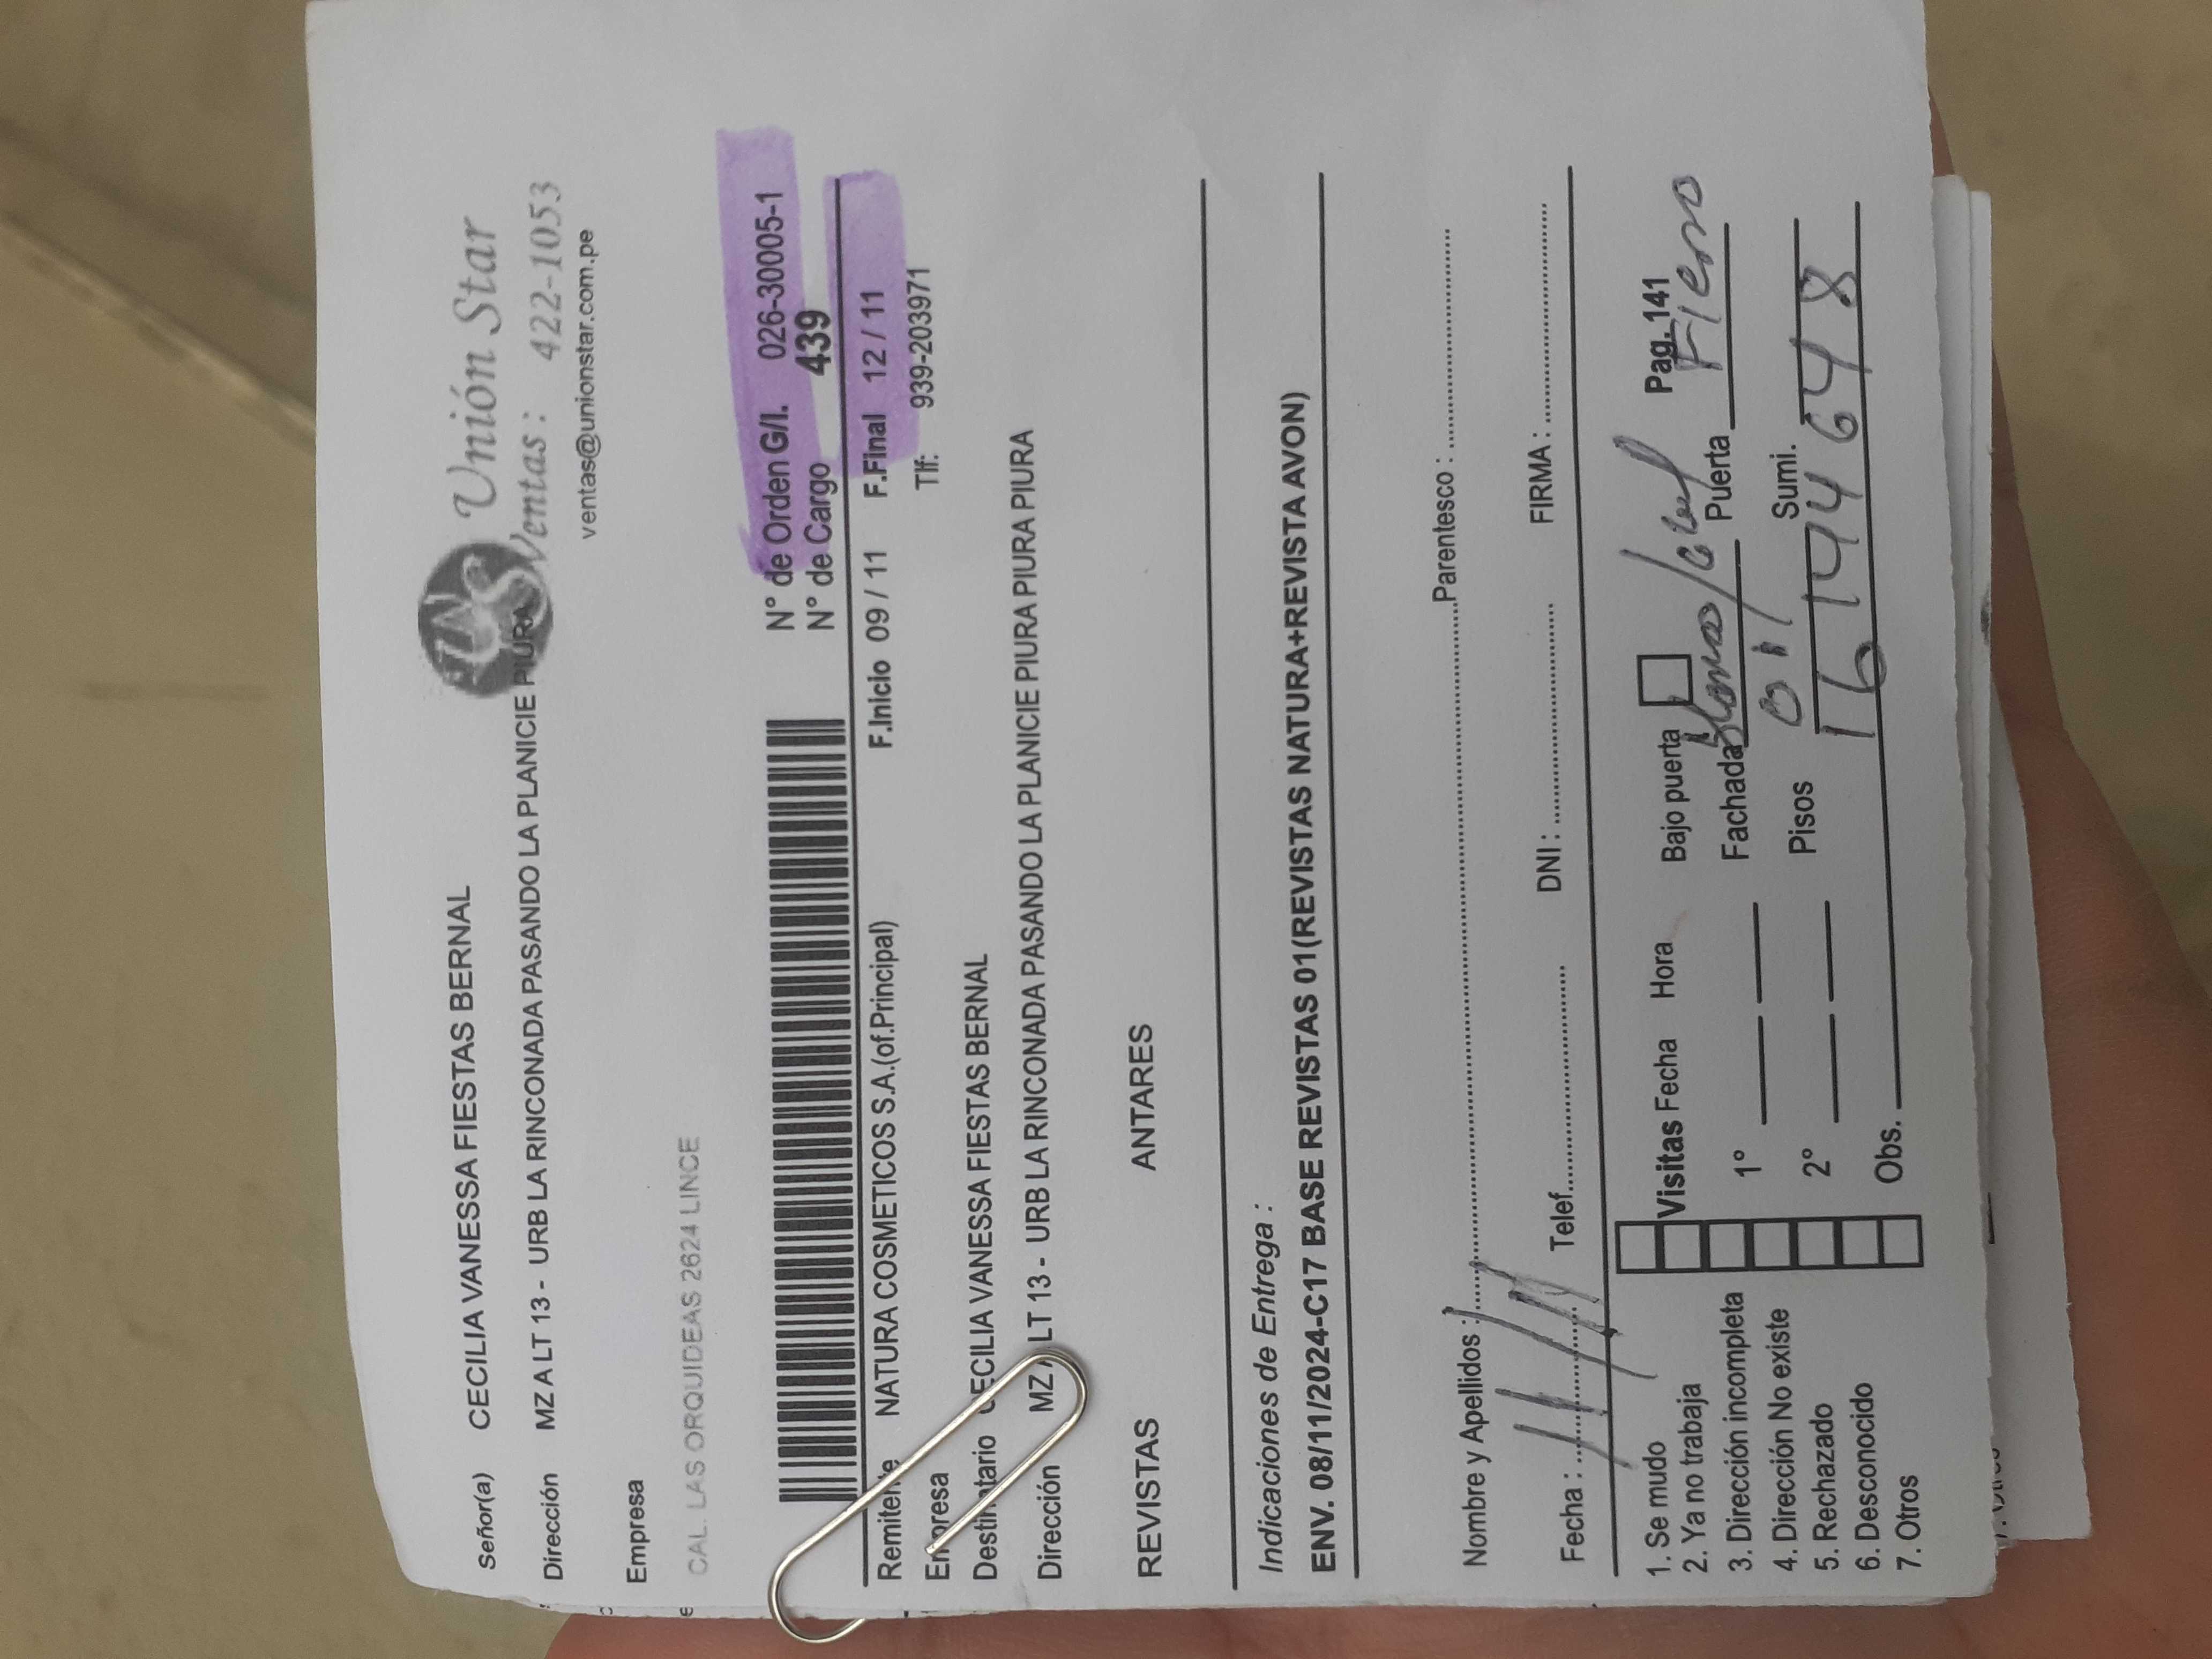 Unión Star
Ventas: 422-1053
ventas@unionstar.com.pe
Señor(a) CECILIA VANESSA FIESTAS BERNAL
Dirección MZ A LT 13 - URB LA RINCONADA PASANDO LA PLANICIE PIURA
Empresa
CAL. LAS ORQUIDEAS 2624 LINCE
N° de Orden G/I. 026-30005-1
N° de Cargo 439
Remitente NATURA COSMETICOS S.A.(of.Principal) F.Inicio 09 / 11 F.Final 12 / 11
Empresa Tlf: 939-203971
Destinatario CECILIA VANESSA FIESTAS BERNAL
Dirección MZ A LT 13 - URB LA RINCONADA PASANDO LA PLANICIE PIURA PIURA PIURA
REVISTAS ANTARES
Indicaciones de Entrega :
ENV. 08/11/2024-C17 BASE REVISTAS 01(REVISTAS NATURA+REVISTA AVON)
Nombre y Apellidos : Parentesco :
Fecha : Telef. DNI : FIRMA :
1. Se mudo Visitas Fecha Hora Bajo puerta Pag. 141
2. Ya no trabaja
3. Dirección incompleta 1° Fachada Puerta Fierro
4. Dirección No existe
5. Rechazado 2° Pisos 01 Sumi.
6. Desconocido
7. Otros Obs.